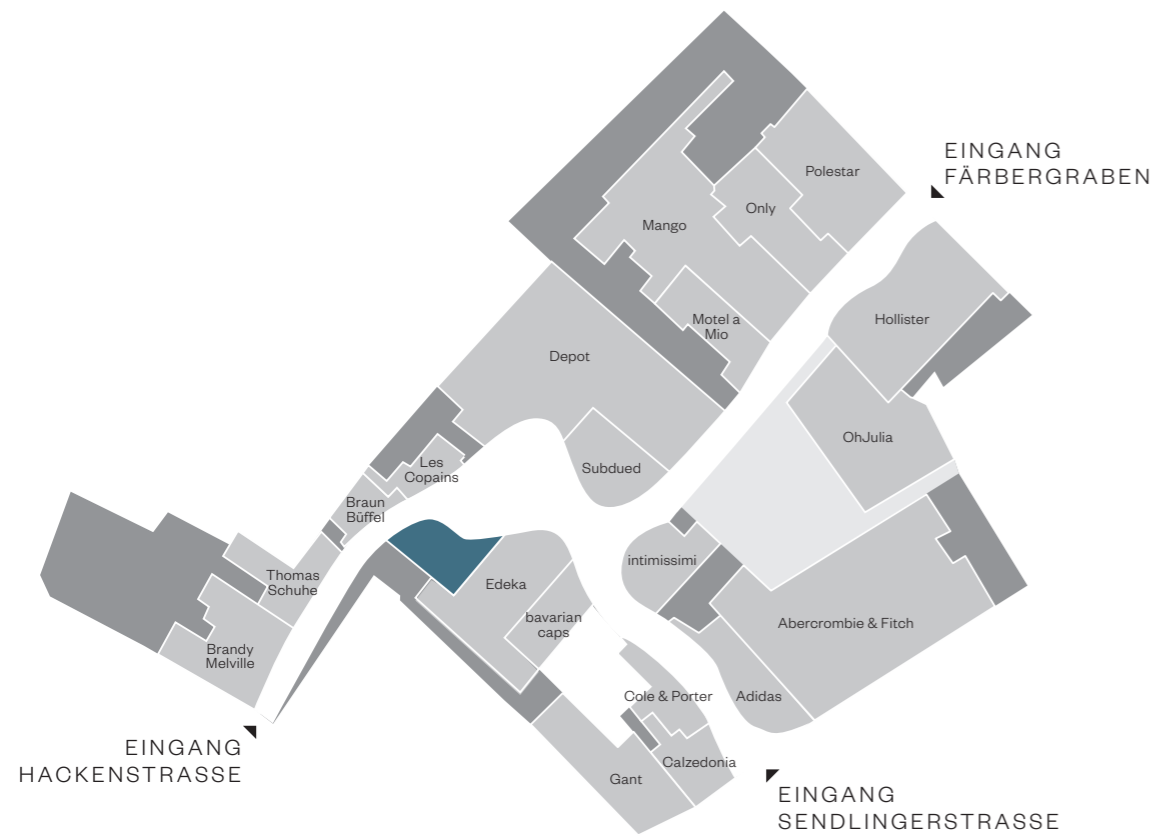 EINGANG
FÄRBERGRABEN
Polestar
Only
Mango
Motel a
Mio
Hollister
Depot
OhJulia
Subdued
Les
Copains
Braun
Büffel
Thomas
Schuhe
Brandy
Melville
Edeka
bavarian
caps
intimissimi
Abercrombie & Fitch
Cole & Porter
Adidas
Calzedonia
Gant
EINGANG
HACKENSTRASSE
EINGANG
SENDLINGERSTRASSE